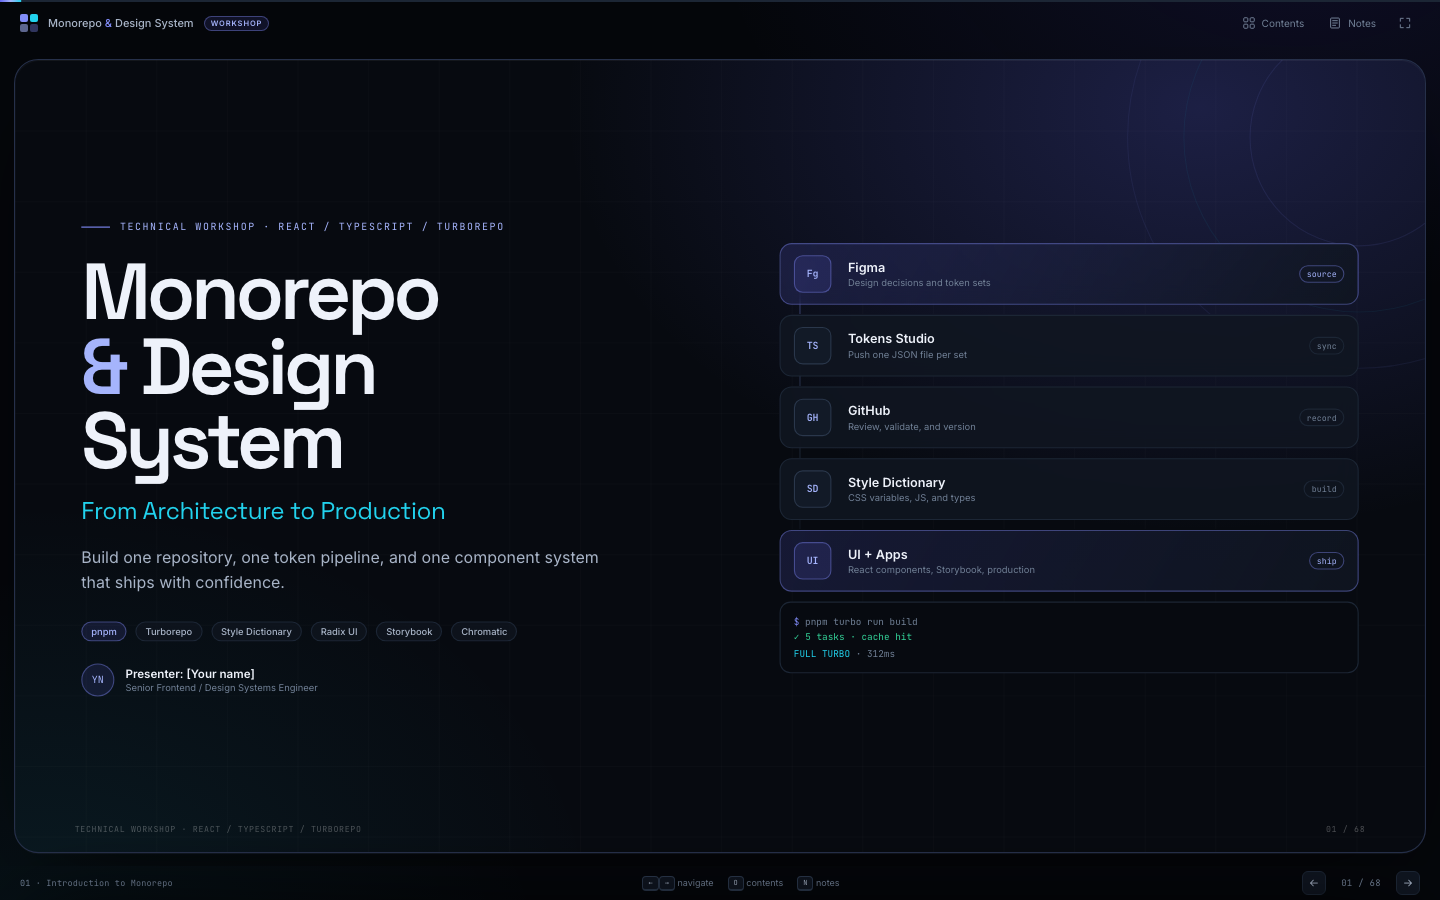 Monorepo & Design System
WORKSHOP
Contents
Notes
TECHNICAL WORKSHOP · REACT / TYPESCRIPT / TURBOREPO
Monorepo
& Design
System
From Architecture to Production
Build one repository, one token pipeline, and one component system
that ships with confidence.
pnpm
Turborepo
Style Dictionary
Radix UI
Storybook
Chromatic
YN
Presenter: [Your name]
Senior Frontend / Design Systems Engineer
Fg
Figma
Design decisions and token sets
source
TS
Tokens Studio
Push one JSON file per set
sync
GH
GitHub
Review, validate, and version
record
SD
Style Dictionary
CSS variables, JS, and types
build
UI
UI + Apps
React components, Storybook, production
ship
$ pnpm turbo run build
✓ 5 tasks · cache hit
FULL TURBO · 312ms
TECHNICAL WORKSHOP · REACT / TYPESCRIPT / TURBOREPO
01 / 68
01 · Introduction to Monorepo
← → navigate
O contents
N notes
← 01 / 68 →